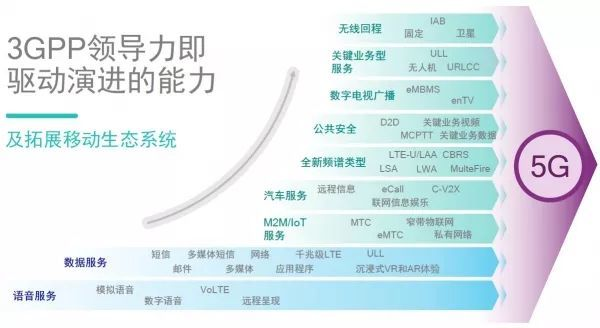 3GPP领导力即
驱动演进的能力
及拓展移动生态系统
无线回程
IAB
固定 卫星
关键业务型
服务
ULL
无人机 URLCC
数字电视广播
eMBMS
enTV
公共安全
D2D 关键业务视频
MCPTT 关键业务数据
全新频谱类型
LTE-U/LAA CBRS
LSA LWA MulteFire
汽车服务
远程信息 eCall C-V2X
联网信息娱乐
M2M/IoT
服务
MTC 窄带物联网
eMTC 私有网络
数据服务
短信 多媒体短信 网络 千兆级LTE ULL
邮件 多媒体 应用程序 沉浸式VR和AR体验
语音服务
模拟语音 VoLTE
数字语音 远程呈现
5G